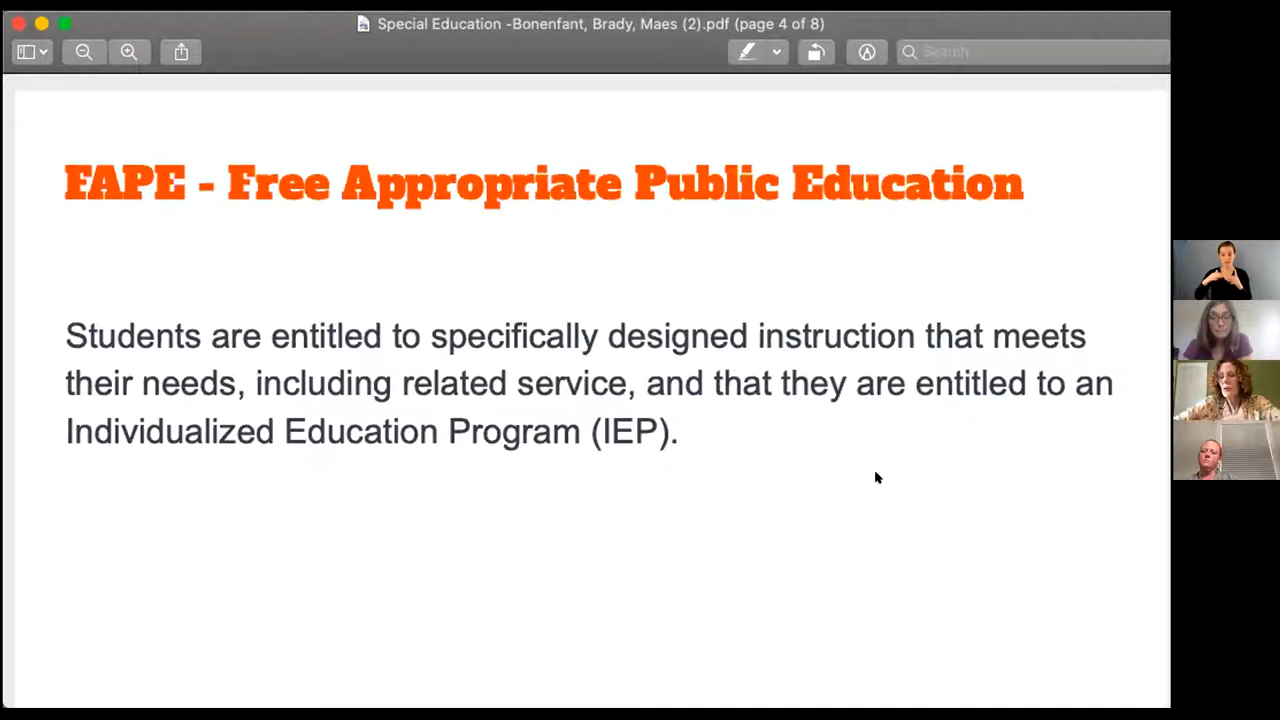 Special Education -Bonenfant, Brady, Maes (2).pdf (page 4 of 8)
Search
FAPE - Free Appropriate Public Education
Students are entitled to specifically designed instruction that meets
their needs, including related service, and that they are entitled to an
Individualized Education Program (IEP).